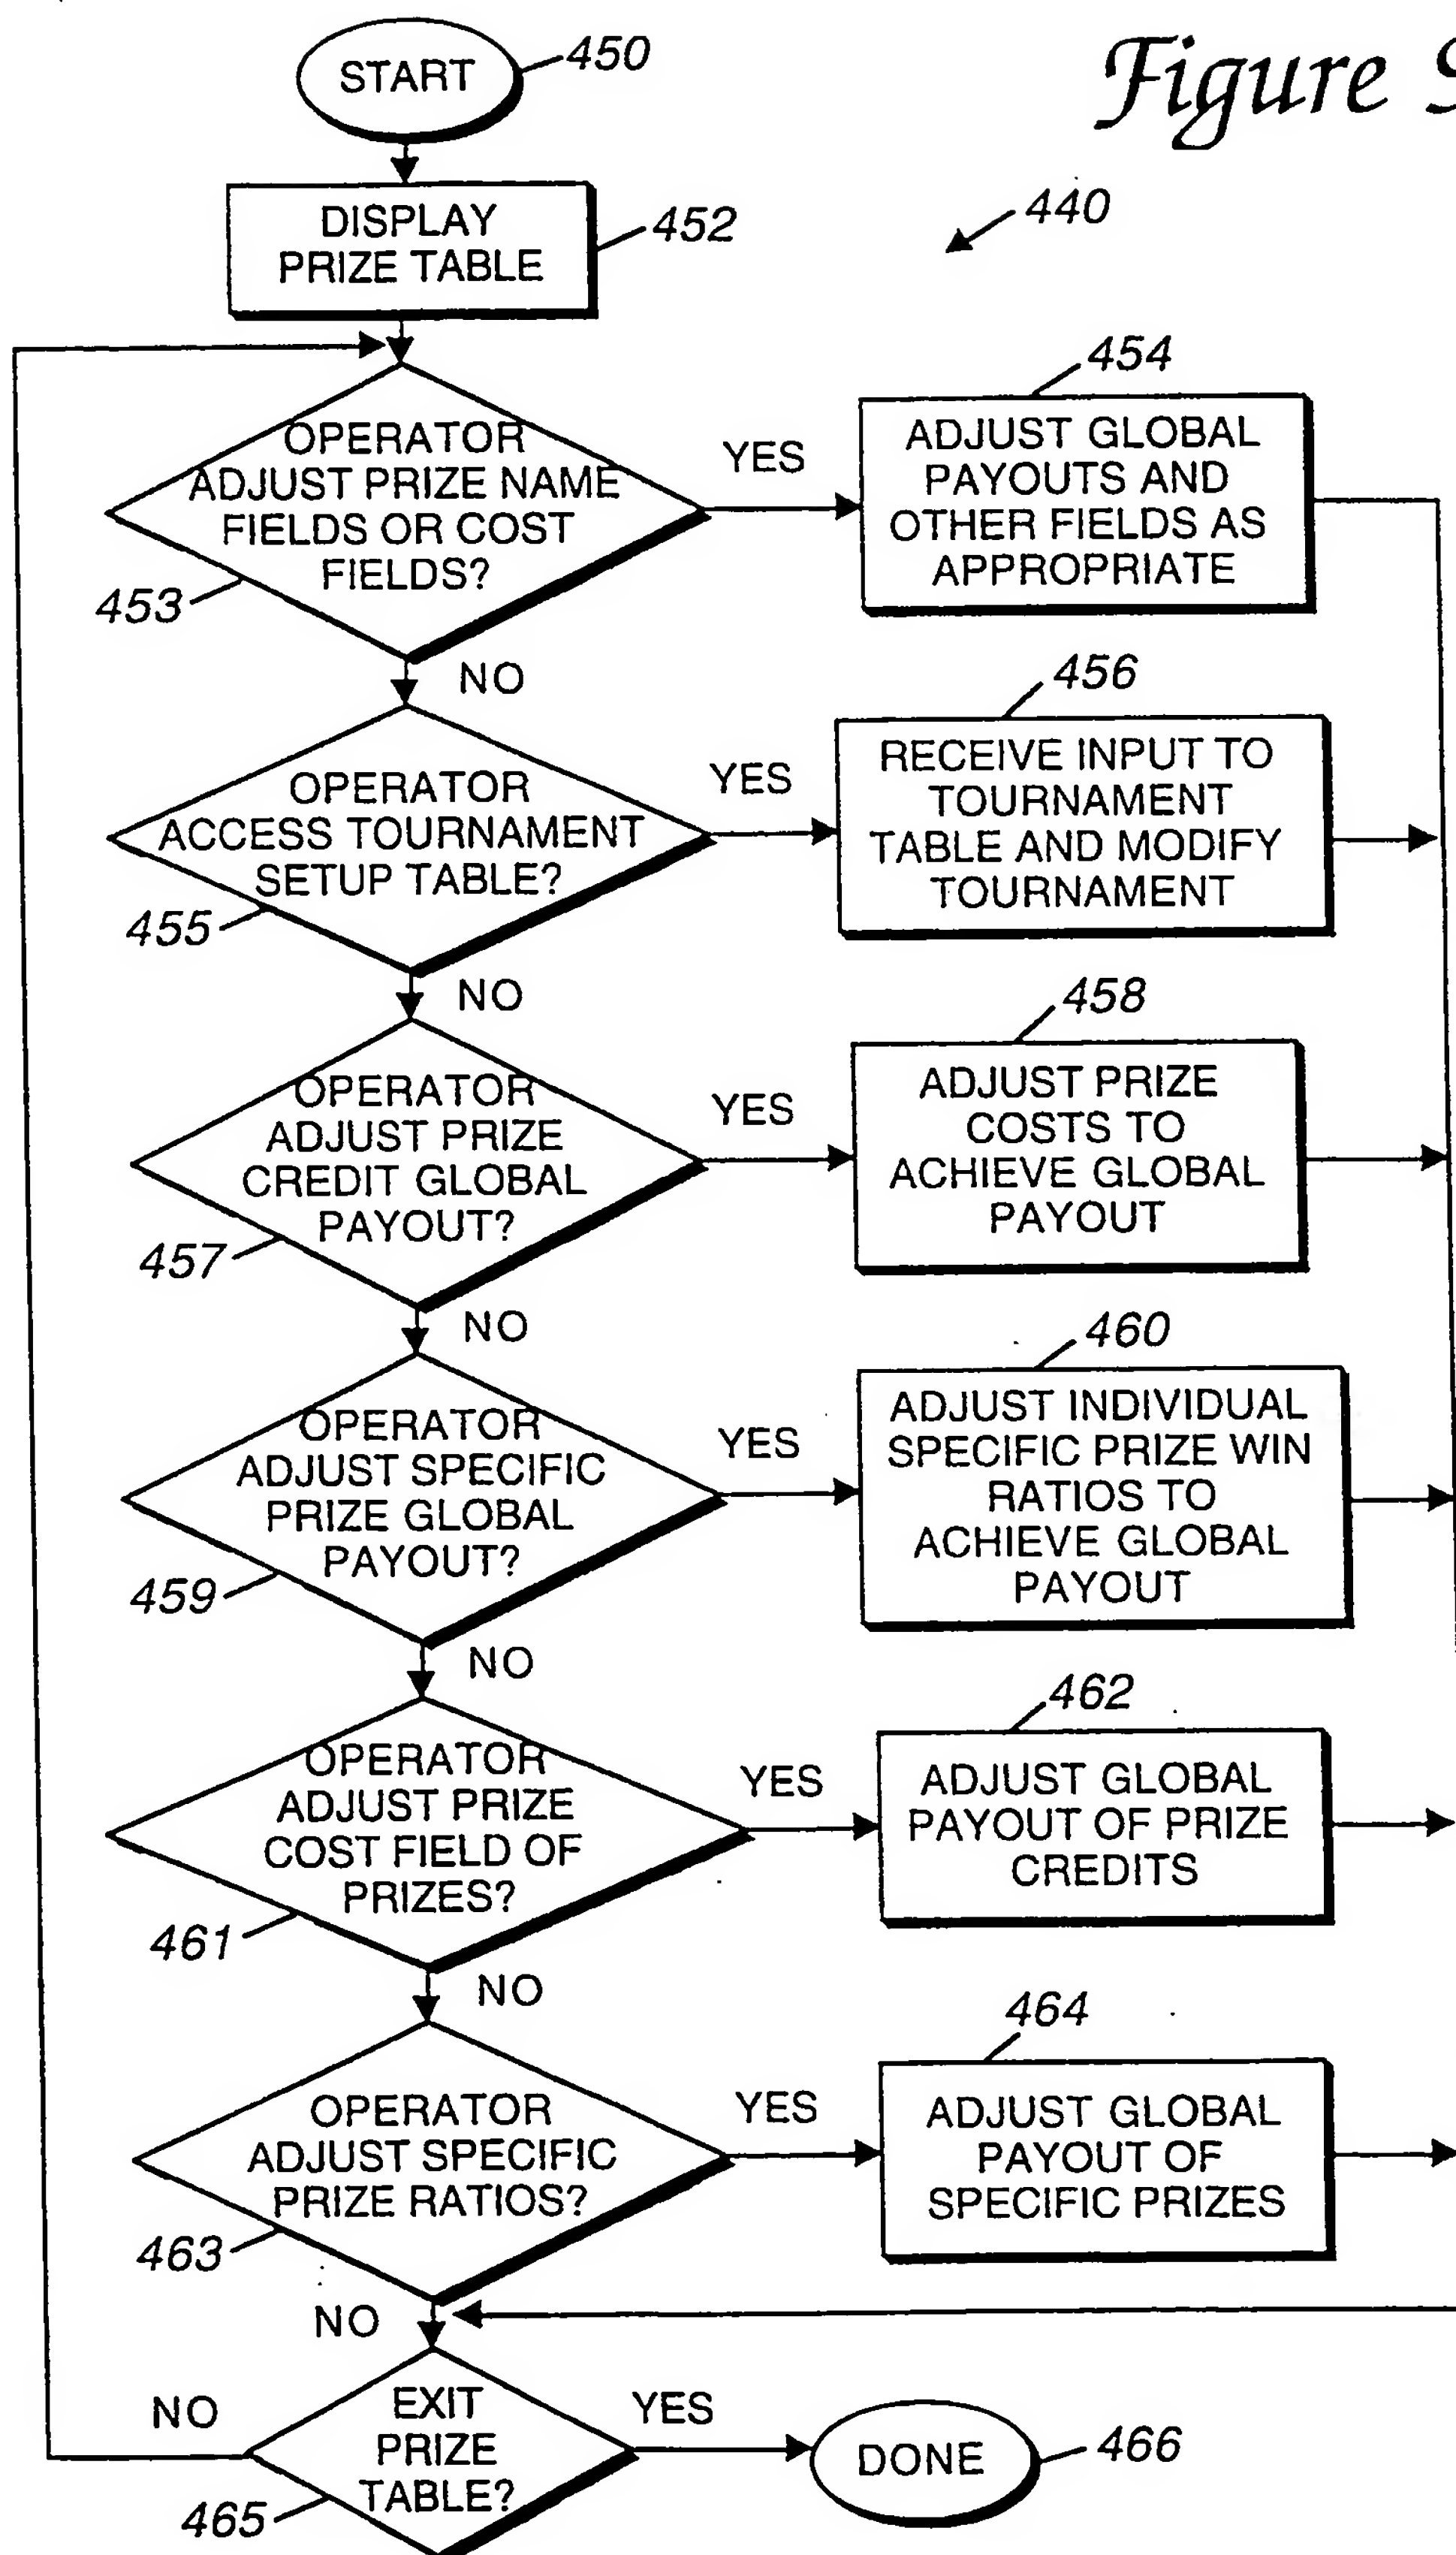 Figure 9
START
450
DISPLAY
PRIZE TABLE
452
440
OPERATOR
ADJUST PRIZE NAME
FIELDS OR COST
FIELDS?
453
YES
454
ADJUST GLOBAL
PAYOUTS AND
OTHER FIELDS AS
APPROPRIATE
NO
OPERATOR
ACCESS TOURNAMENT
SETUP TABLE?
455
YES
456
RECEIVE INPUT TO
TOURNAMENT
TABLE AND MODIFY
TOURNAMENT
NO
OPERATOR
ADJUST PRIZE
CREDIT GLOBAL
PAYOUT?
457
YES
458
ADJUST PRIZE
COSTS TO
ACHIEVE GLOBAL
PAYOUT
NO
OPERATOR
ADJUST SPECIFIC
PRIZE GLOBAL
PAYOUT?
459
YES
460
ADJUST INDIVIDUAL
SPECIFIC PRIZE WIN
RATIOS TO
ACHIEVE GLOBAL
PAYOUT
NO
OPERATOR
ADJUST PRIZE
COST FIELD OF
PRIZES?
461
YES
462
ADJUST GLOBAL
PAYOUT OF PRIZE
CREDITS
NO
OPERATOR
ADJUST SPECIFIC
PRIZE RATIOS?
463
YES
464
ADJUST GLOBAL
PAYOUT OF
SPECIFIC PRIZES
NO
EXIT
PRIZE
TABLE?
465
NO
YES
DONE
466